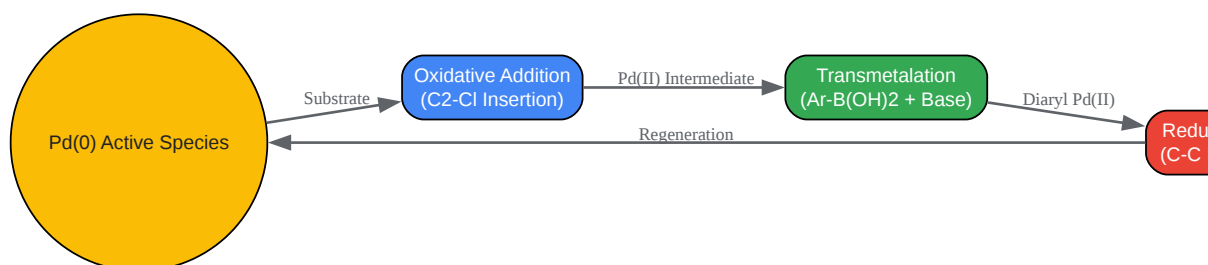 Pd(0) Active Species
Substrate
Oxidative Addition
(C2-Cl Insertion)
Pd(II) Intermediate
Transmetalation
(Ar-B(OH)2 + Base)
Diaryl Pd(II)
Regeneration
Redu
(C-C